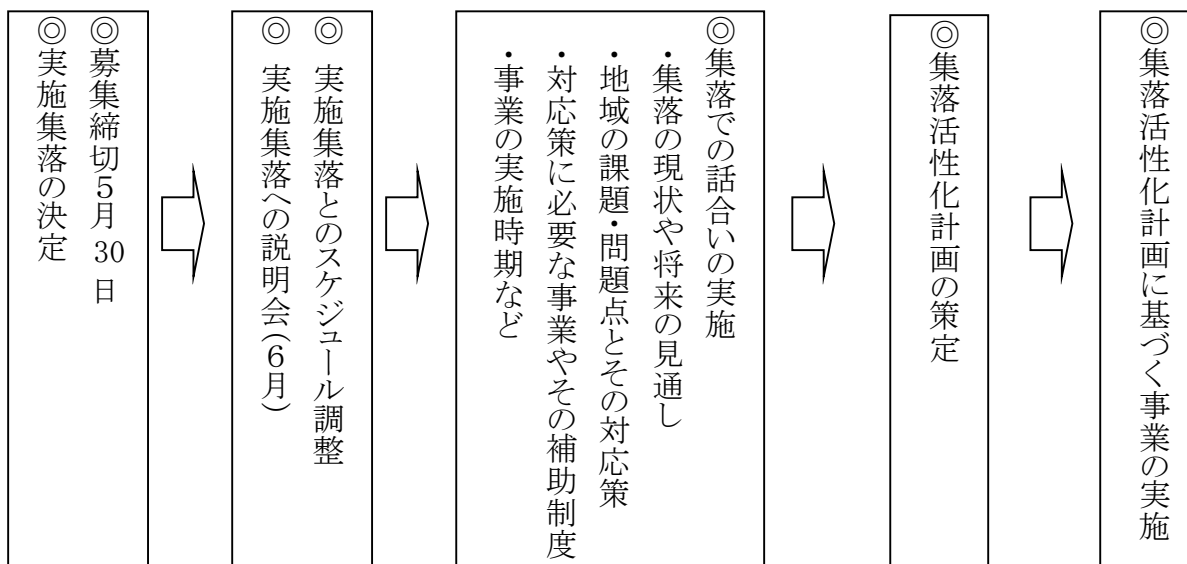 ◎募集締切5月30日
◎実施集落の決定
◎ 実施集落とのスケジュール調整
◎ 実施集落への説明会(6月)
◎集落での話合いの実施
・集落の現状や将来の見通し
・地域の課題・問題点とその対応策
・対応策に必要な事業やその補助制度
・事業の実施時期など
◎集落活性化計画の策定
◎集落活性化計画に基づく事業の実施